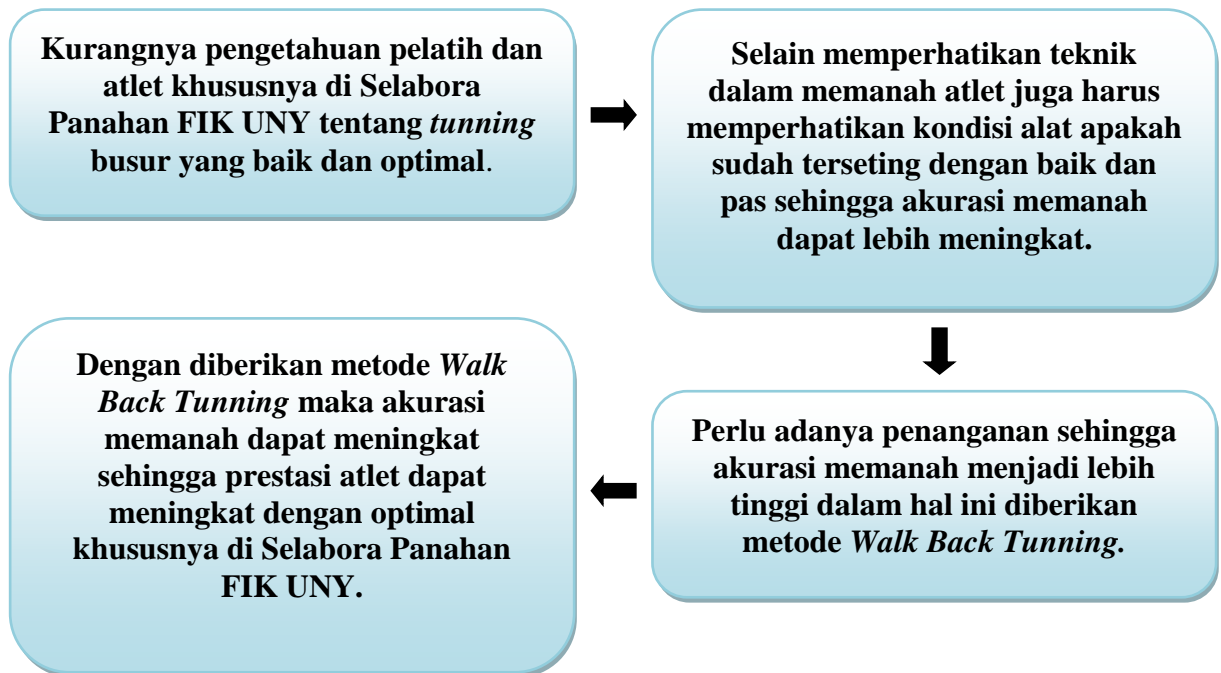 Kurangnya pengetahuan pelatih dan
atlet khususnya di Selabora
Panahan FIK UNY tentang tunning
busur yang baik dan optimal.
Selain memperhatikan teknik
dalam memanah atlet juga harus
memperhatikan kondisi alat apakah
sudah terseting dengan baik dan
pas sehingga akurasi memanah
dapat lebih meningkat.
Perlu adanya penanganan sehingga
akurasi memanah menjadi lebih
tinggi dalam hal ini diberikan
metode Walk Back Tunning.
Dengan diberikan metode Walk
Back Tunning maka akurasi
memanah dapat meningkat
sehingga prestasi atlet dapat
meningkat dengan optimal
khususnya di Selabora Panahan
FIK UNY.